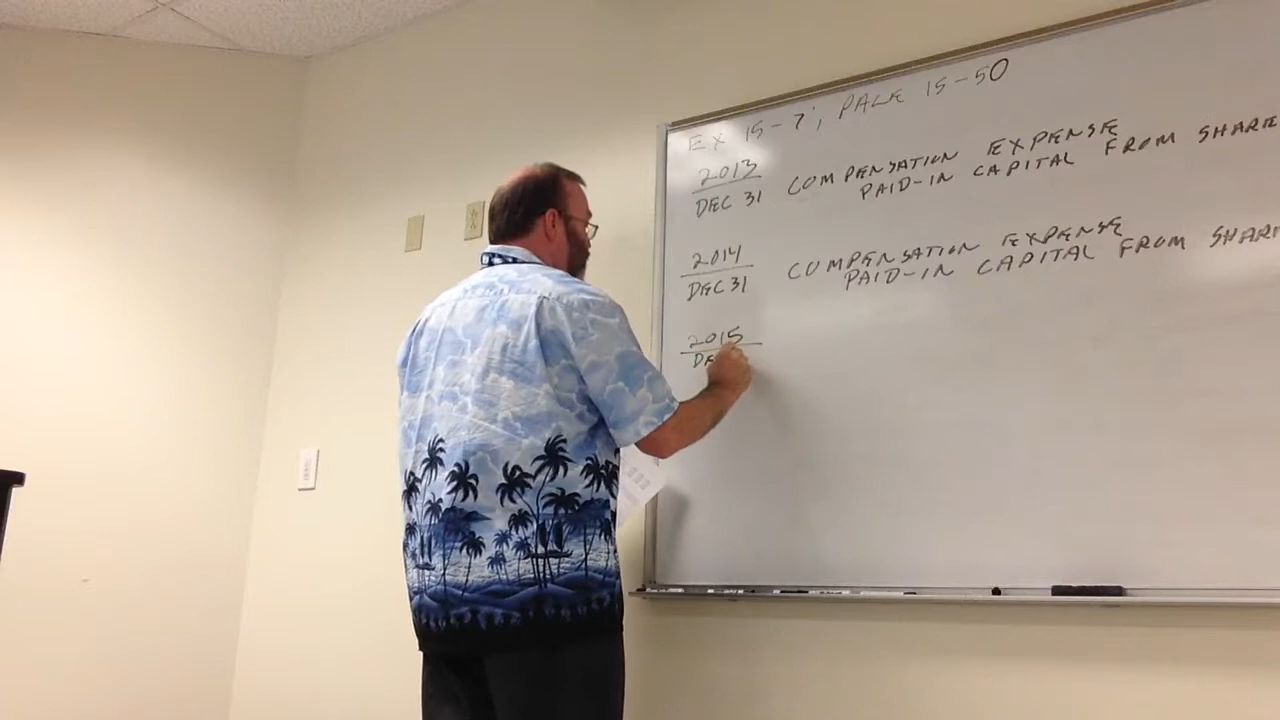 EX 15-7; PAGE 15-50
2013
DEC 31 COMPENSATION EXPENSE
PAID-IN CAPITAL FROM SHARE
2014
DEC 31 COMPENSATION EXPENSE
PAID-IN CAPITAL FROM SHARE
2015
DE